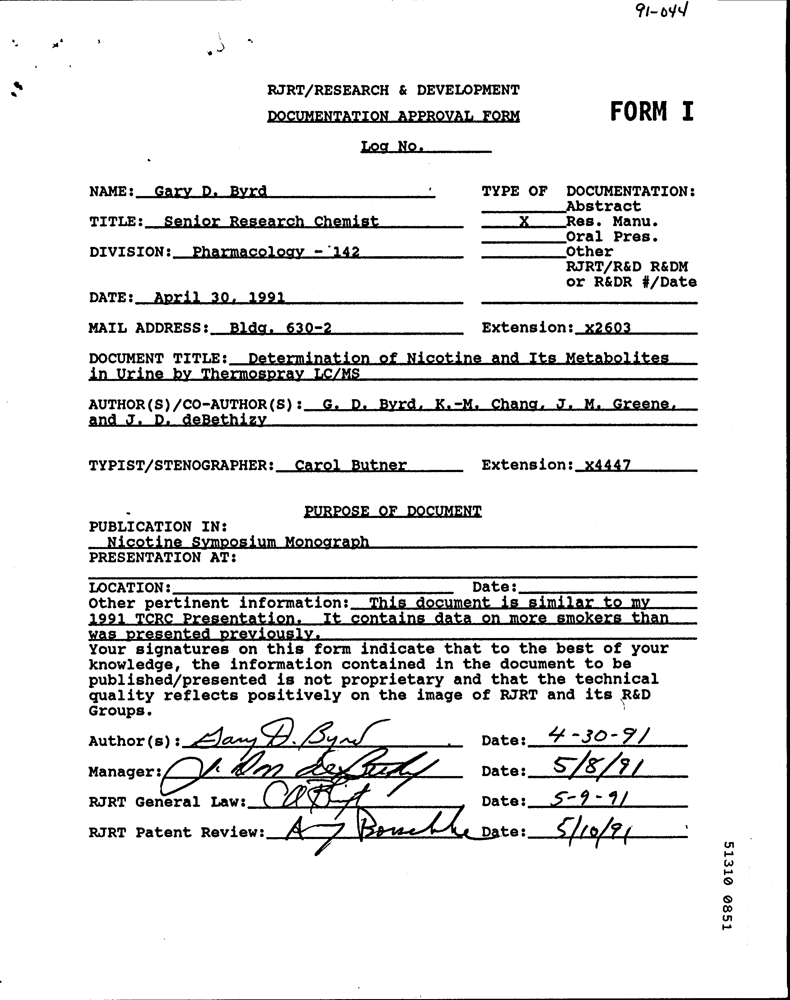 91-044
RJRT/RESEARCH & DEVELOPMENT
DOCUMENTATION APPROVAL FORM
FORM I
Log No.
NAME: Gary D. Byrd
TYPE OF DOCUMENTATION:
Abstract
TITLE: Senior Research Chemist
X Res. Manu.
Oral Pres.
DIVISION: Pharmacology - 142
Other
RJRT/R&D R&DM
or R&DR #/Date
DATE: April 30, 1991
MAIL ADDRESS: Bldg. 630-2 Extension: x2603
DOCUMENT TITLE: Determination of Nicotine and Its Metabolites
in Urine by Thermospray LC/MS
AUTHOR(S)/CO-AUTHOR(S): G. D. Byrd, K.-M. Chang, J. M. Greene,
and J. D. deBethizy
TYPIST/STENOGRAPHER: Carol Butner Extension: x4447
PURPOSE OF DOCUMENT
PUBLICATION IN:
Nicotine Symposium Monograph
PRESENTATION AT:
LOCATION: Date:
Other pertinent information: This document is similar to my
1991 TCRC Presentation. It contains data on more smokers than
was presented previously.
Your signatures on this form indicate that to the best of your
knowledge, the information contained in the document to be
published/presented is not proprietary and that the technical
quality reflects positively on the image of RJRT and its R&D
Groups.
Author(s): Gary D. Byrd Date: 4-30-91
Manager: J. Don deBethizy Date: 5/8/91
RJRT General Law: Date: 5-9-91
RJRT Patent Review: Date: 5/10/91
51310 0851